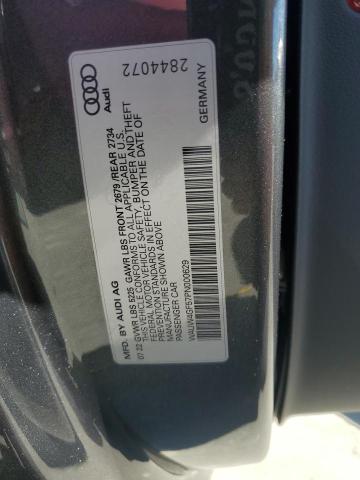 Audi
2844072
MFG. BY AUDI AG
GERMANY
07 22 GVWR LBS 5225 GAWR LBS FRONT 2679/REAR 2734
THIS VEHICLE CONFORMS TO ALL APPLICABLE U.S.
FEDERAL MOTOR VEHICLE SAFETY, BUMPER AND THEFT
PREVENTION STANDARDS IN EFFECT ON THE DATE OF
MANUFACTURE SHOWN ABOVE
PASSENGER CAR
WAUW4GF57PN000629